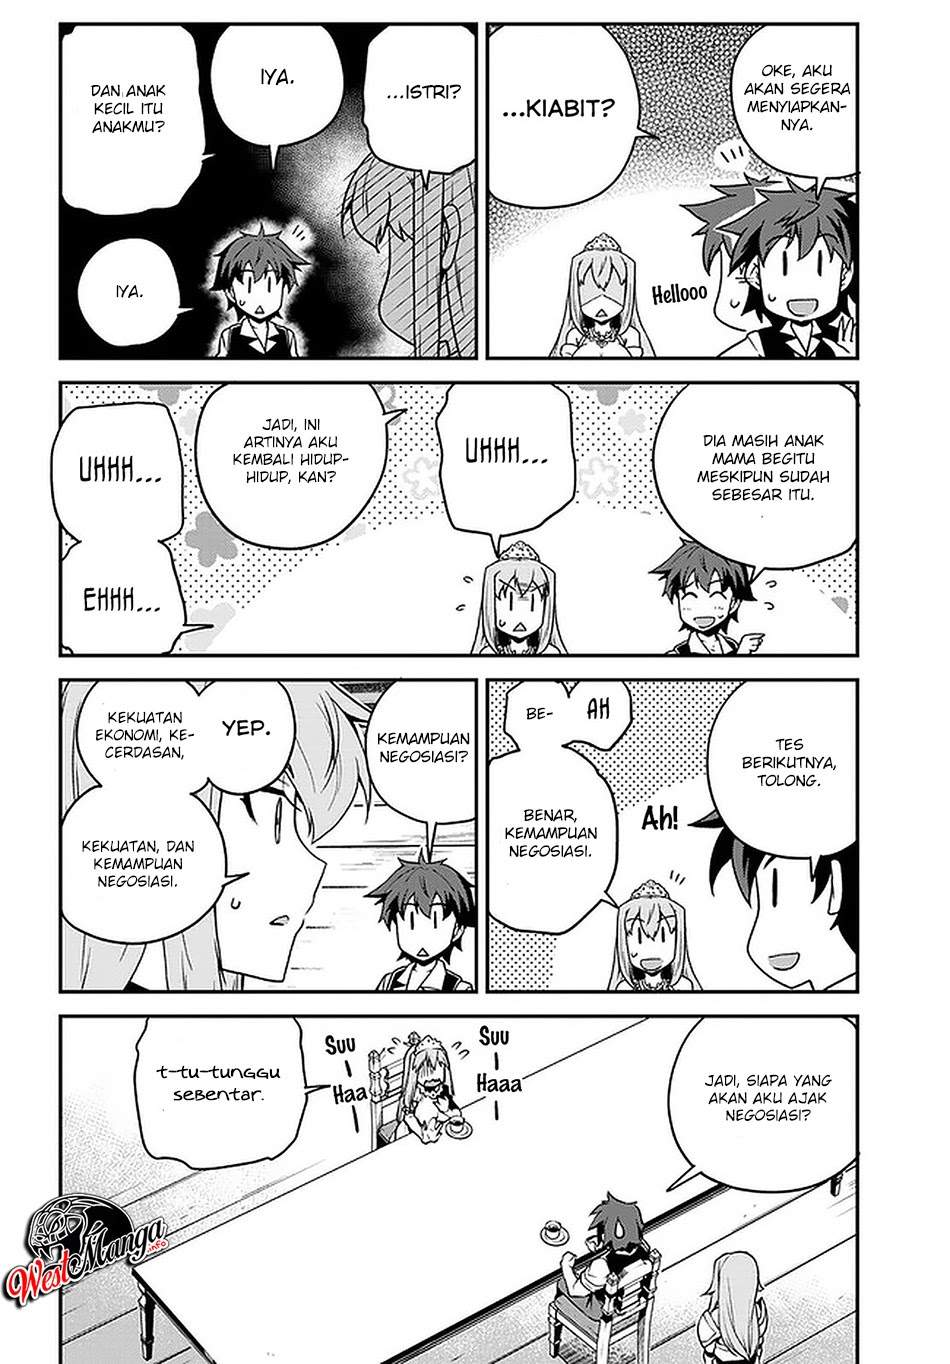 OKE, AKU
AKAN SEGERA
MENYIAPKAN-
NYA.
...KIABIT?
Hellooo
...ISTRI?
IYA.
DAN ANAK
KECIL ITU
ANAKMU?
IYA.
DIA MASIH ANAK
MAMA BEGITU
MESKIPUN SUDAH
SEBESAR ITU.
UHHH...
JADI, INI
ARTINYA AKU
KEMBALI HIDUP-
HIDUP, KAN?
UHHH...
EHHH...
TES
BERIKUTNYA,
TOLONG.
Ah!
AH
BE-
BENAR,
KEMAMPUAN
NEGOSIASI.
KEMAMPUAN
NEGOSIASI?
YEP.
KEKUATAN
EKONOMI, KE-
CERDASAN,
KEKUATAN, DAN
KEMAMPUAN
NEGOSIASI.
JADI, SIAPA YANG
AKAN AKU AJAK
NEGOSIASI?
Suu
Haaa
Suu
Haa
t-tu-tunggu
sebentar.
WestManga
.info